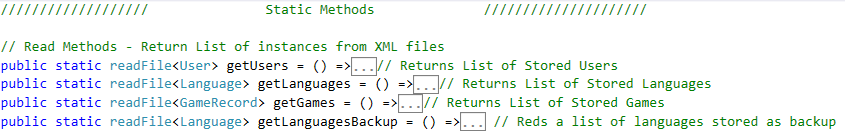 /////////////////// Static Methods /////////////////////
// Read Methods - Return List of instances from XML files
public static readFile<User> getUsers = () =>...// Returns List of Stored Users
public static readFile<Language> getLanguages = () =>...// Returns List of Stored Languages
public static readFile<GameRecord> getGames = () =>...// Returns List of Stored Games
public static readFile<Language> getLanguagesBackup = () =>... // Reds a list of languages stored as backup